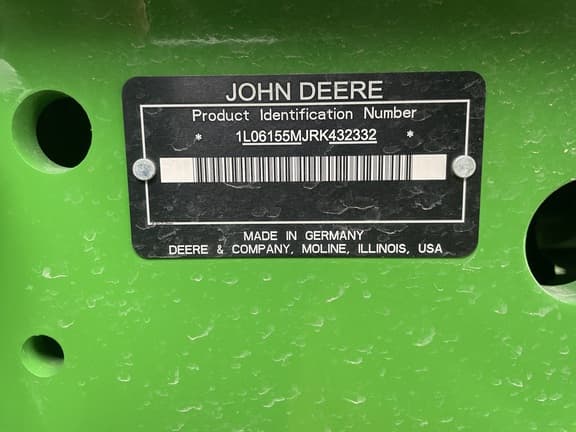 JOHN DEERE
Product Identification Number
* 1L06155MJRK432332 *
MADE IN GERMANY
DEERE & COMPANY, MOLINE, ILLINOIS, USA